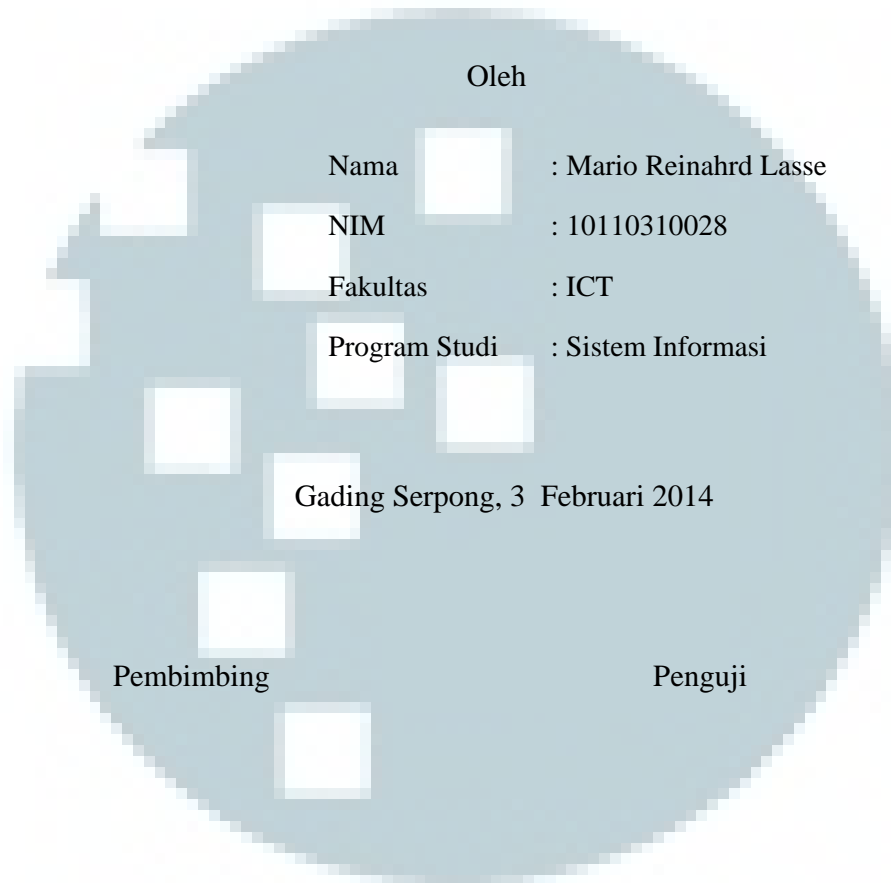 Oleh
Nama : Mario Reinahrd Lasse
NIM : 10110310028
Fakultas : ICT
Program Studi : Sistem Informasi
Gading Serpong, 3 Februari 2014
Pembimbing Penguji